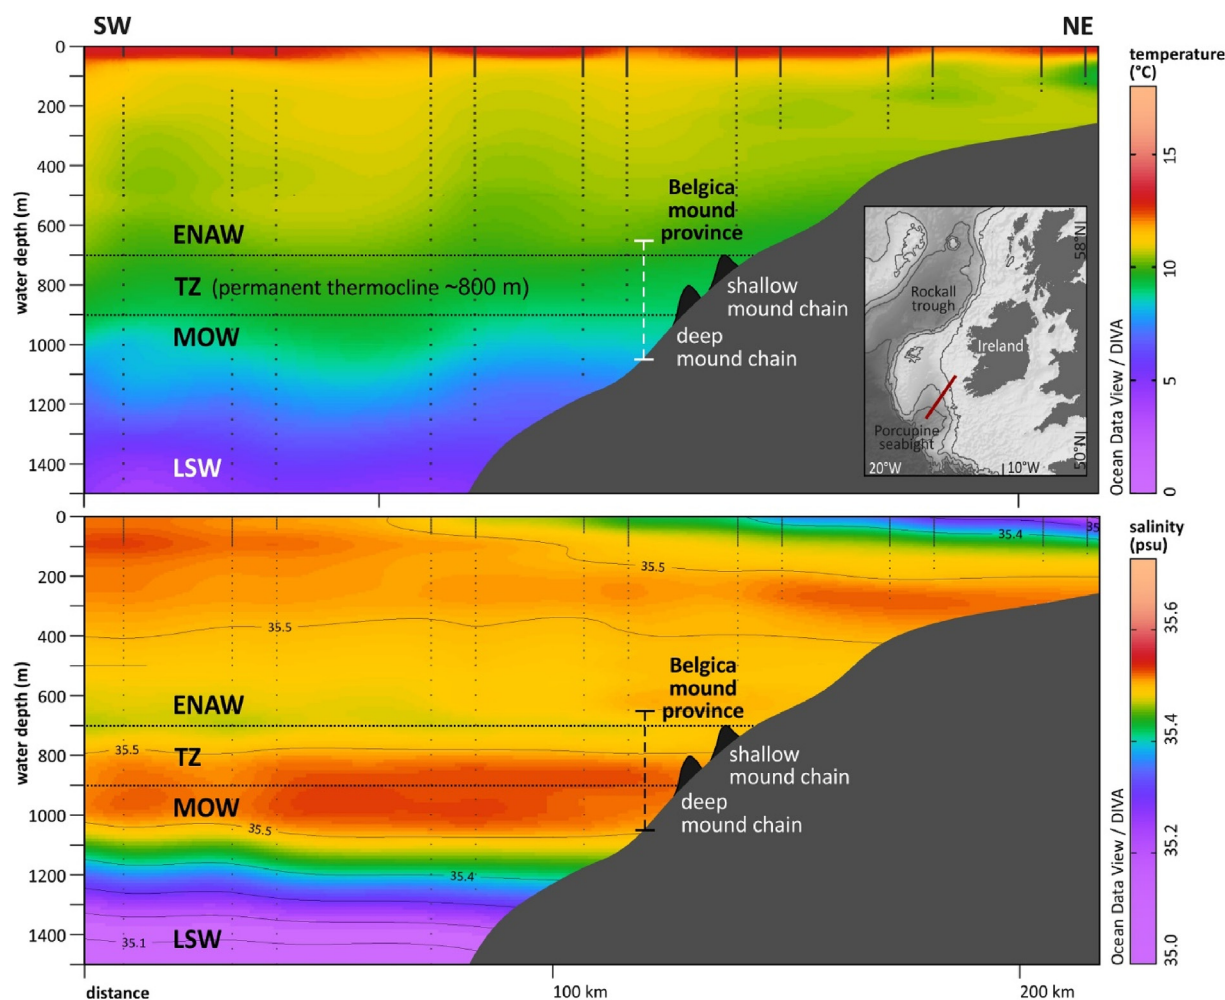 SW
NE
0
200
400
600
800
1000
1200
1400
water depth (m)
ENAW
TZ (permanent thermocline ~800 m)
MOW
LSW
Belgica
mound
province
shallow
mound chain
deep
mound chain
Rockall
trough
Ireland
Porcupine
seabight
20°W
10°W
50°N
58°N
temperature
(°C)
15
10
5
0
Ocean Data View / DIVA
0
200
400
600
800
1000
1200
1400
water depth (m)
35.5
35.5
35.4
35
35.5
35.5
35.4
35.1
ENAW
TZ
MOW
LSW
Belgica
mound
province
shallow
mound chain
deep
mound chain
salinity
(psu)
35.6
35.4
35.2
35.0
Ocean Data View / DIVA
distance
100 km
200 km